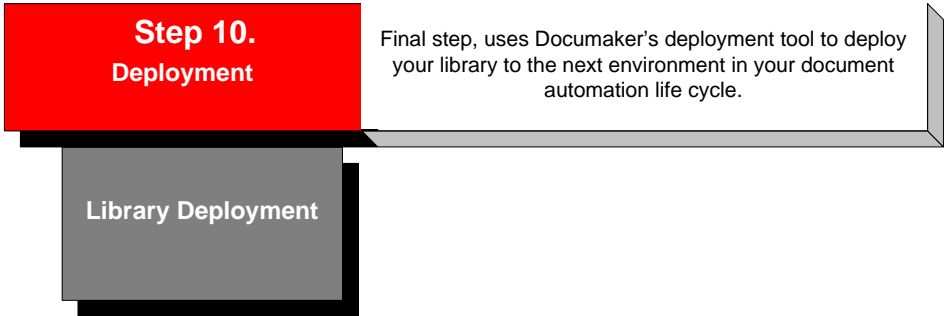 Step 10.
Deployment
Final step, uses Documaker's deployment tool to deploy
your library to the next environment in your document
automation life cycle.
Library Deployment